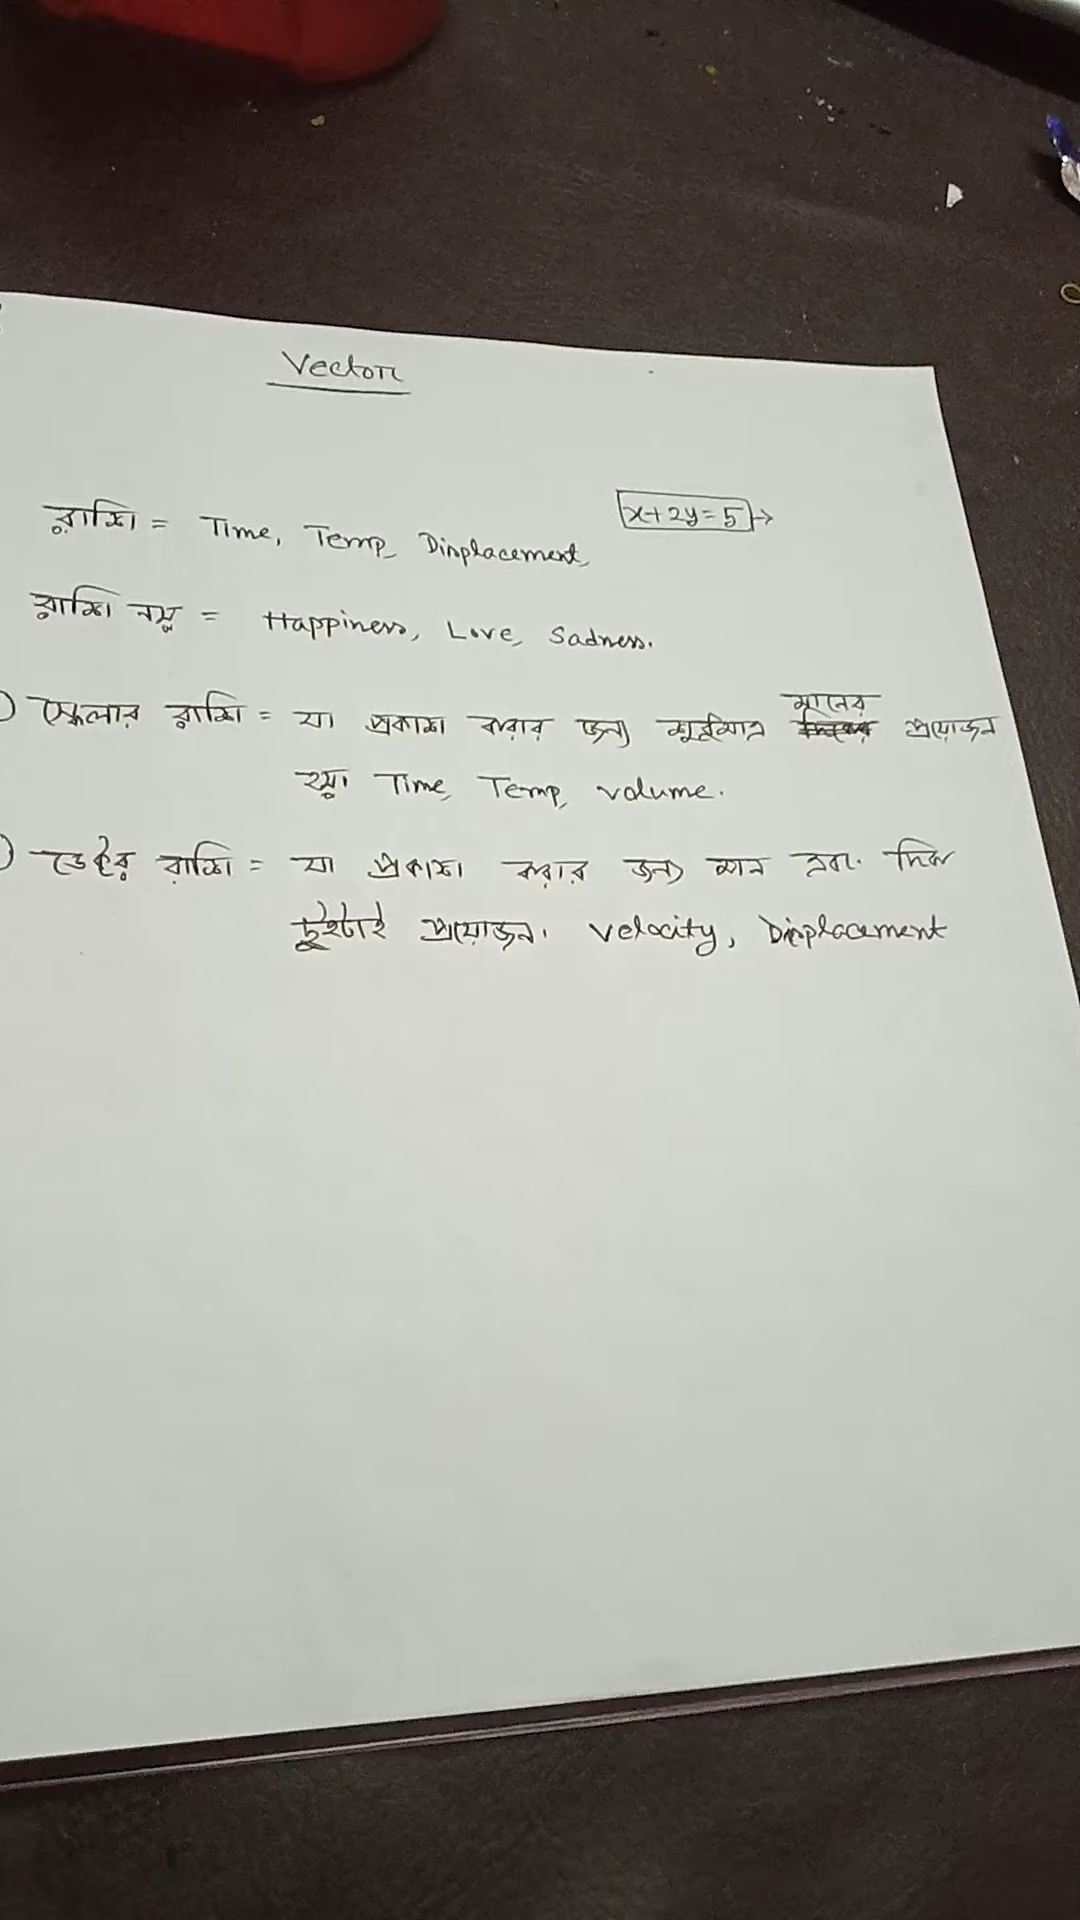 Vector
x+2y=5→
রাশি = Time, Temp, Displacement,
রাশি নয় = Happiness, Love, Sadness.
স্কেলার রাশি = যা প্রকাশ করার জন্য শুধুমাত্র মানের প্রয়োজন
হয়। Time, Temp, volume.
ভেক্টর রাশি = যা প্রকাশ করার জন্য মান এবং দিক
দুইটাই প্রয়োজন। velocity, Displacement